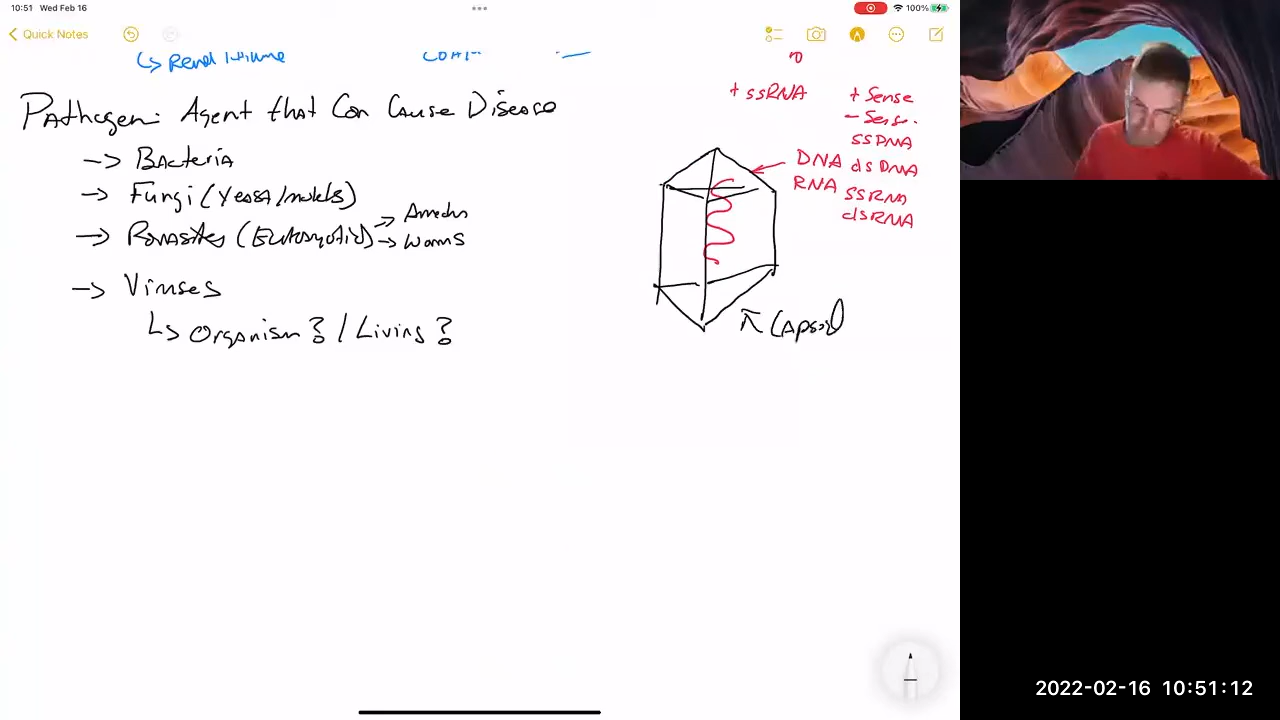 10:51 Wed Feb 16
100%
Quick Notes
Pathogen: Agent that Can Cause Disease
-> Bacteria
-> Fungi (Yeast/molds)
-> Parasites (Eukaryotic) -> Amebas
-> Worms
-> Viruses
↳ Organism? / Living?
+ ssRNA
+ Sense
- Sense.
ssDNA
DNA dsDNA
RNA ssRNA
dsRNA
Capsid
2022-02-16 10:51:12